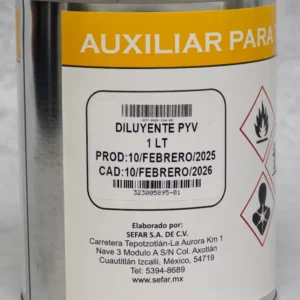 AUXILIAR PARA
DILUYENTE PYV
1 LT
PROD:10/FEBRERO/2025
CAD:10/FEBRERO/2026
323005895-01
Elaborado por:
SEFAR S.A. DE C.V.
Carretera Tepotzotlán-La Aurora Km 1
Nave 3 Modulo A S/N Col. Axotlán
Cuautitlán Izcalli, México, 54719
Tel: 5394-8689
www.sefar.mx